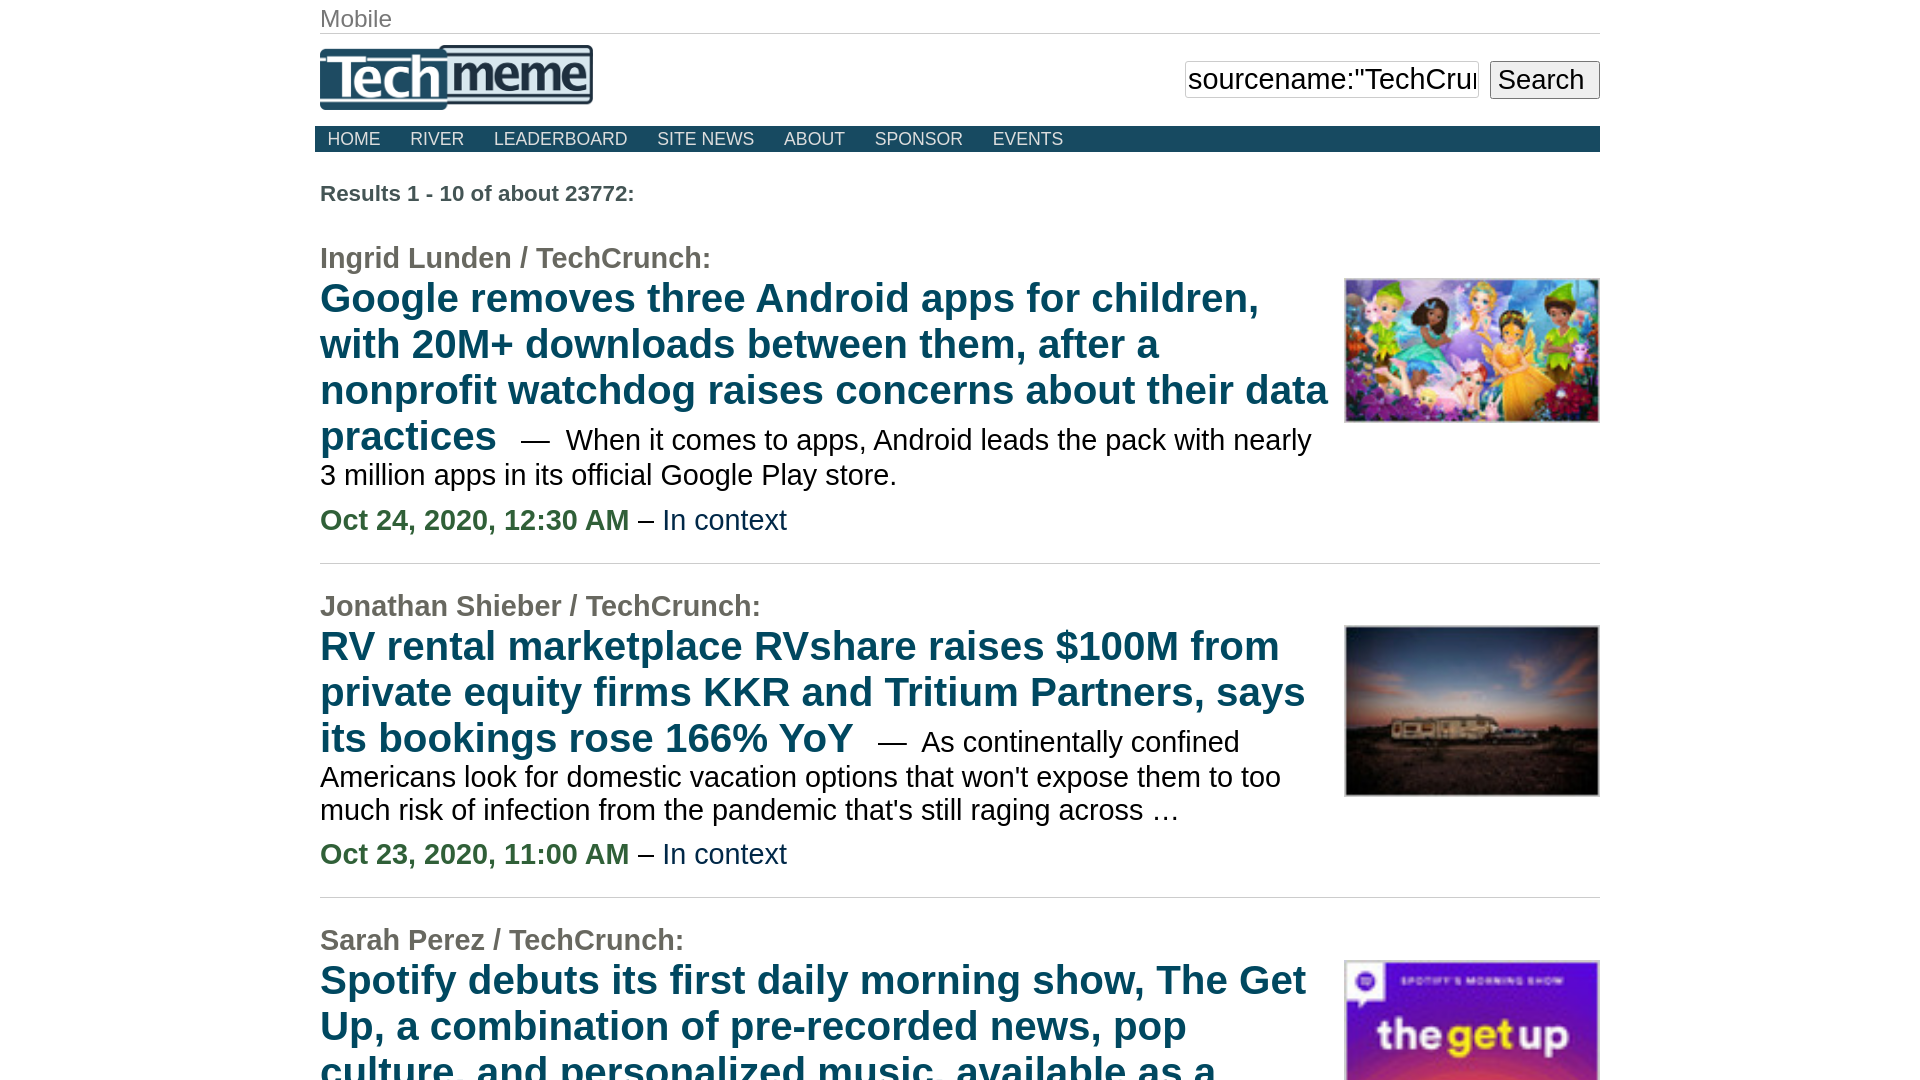 Mobile
Techmeme
sourcename:"TechCrun
Search
HOME RIVER LEADERBOARD SITE NEWS ABOUT SPONSOR EVENTS
Results 1 - 10 of about 23772:
Ingrid Lunden / TechCrunch:
Google removes three Android apps for children,
with 20M+ downloads between them, after a
nonprofit watchdog raises concerns about their data
practices — When it comes to apps, Android leads the pack with nearly
3 million apps in its official Google Play store.
Oct 24, 2020, 12:30 AM – In context
Jonathan Shieber / TechCrunch:
RV rental marketplace RVshare raises $100M from
private equity firms KKR and Tritium Partners, says
its bookings rose 166% YoY — As continentally confined
Americans look for domestic vacation options that won't expose them to too
much risk of infection from the pandemic that's still raging across …
Oct 23, 2020, 11:00 AM – In context
Sarah Perez / TechCrunch:
Spotify debuts its first daily morning show, The Get
Up, a combination of pre-recorded news, pop
culture, and personalized music, available as a
SPOTIFY'S MORNING SHOW
the get up